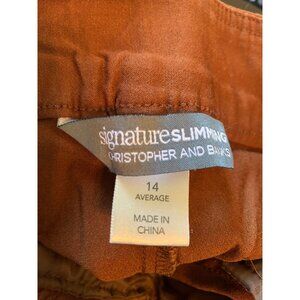 signatureSLIMMING
CHRISTOPHER AND BANKS
14
AVERAGE
MADE IN
CHINA